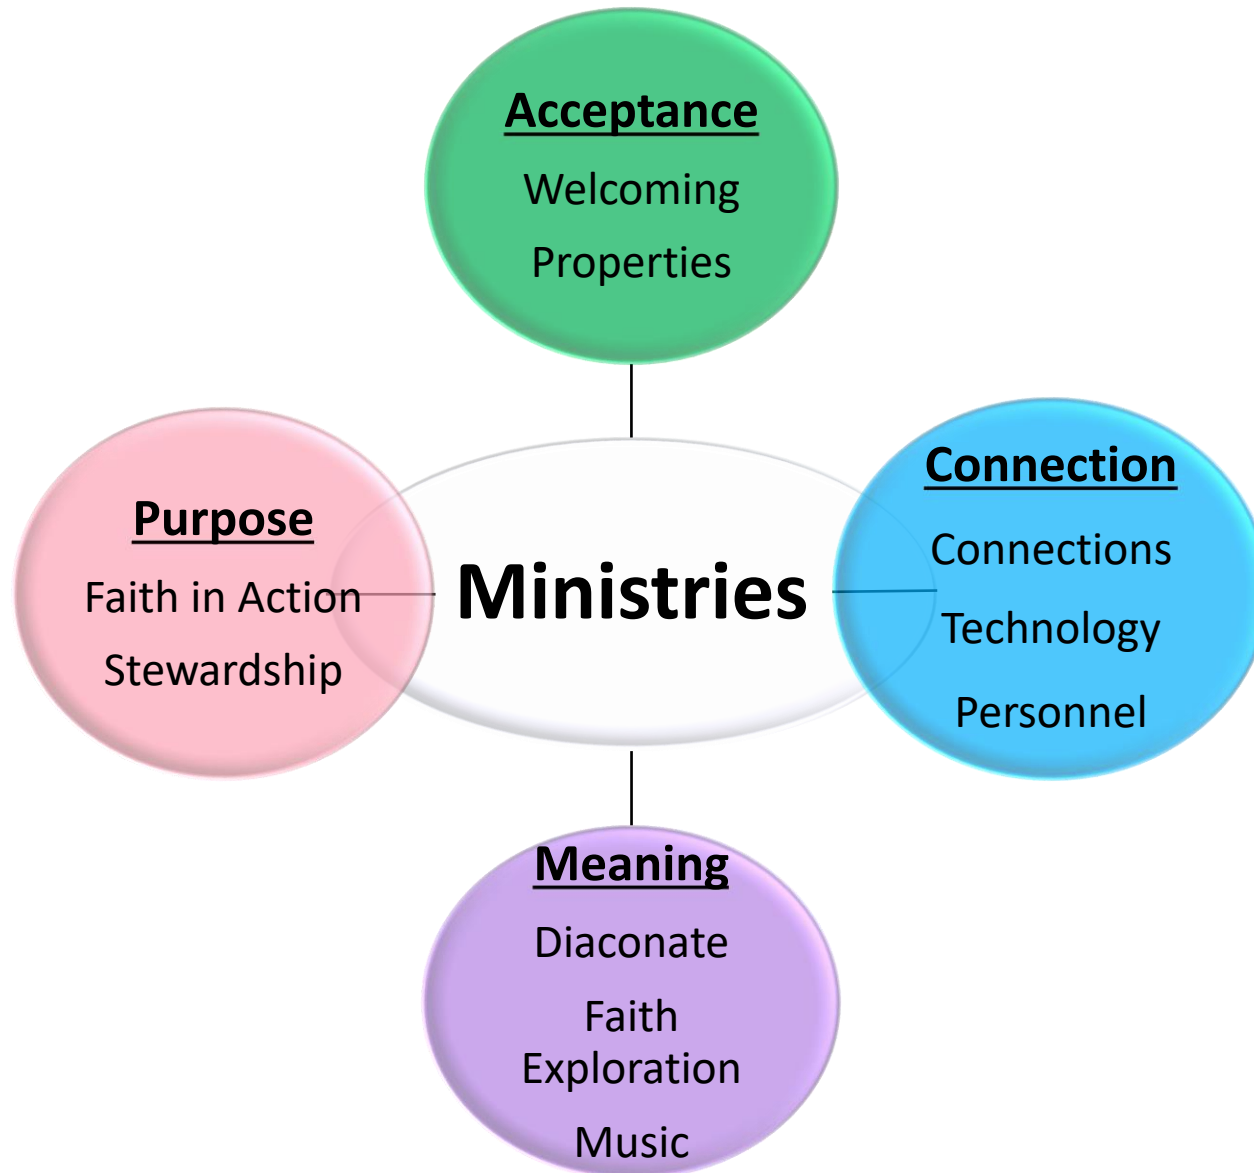 Acceptance
Welcoming
Properties
Purpose
Faith in Action
Stewardship
Ministries
Connection
Connections
Technology
Personnel
Meaning
Diaconate
Faith
Exploration
Music